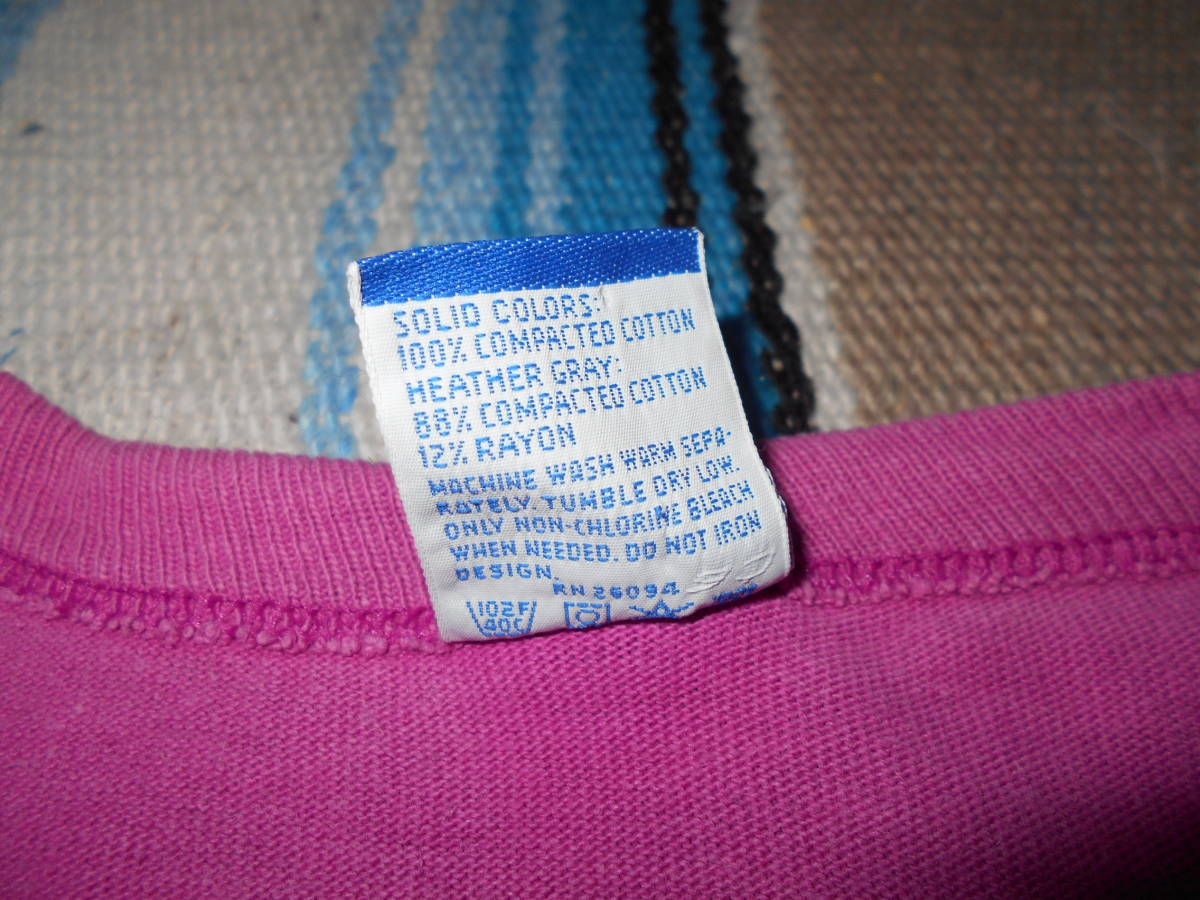 SOLID COLORS:
100% COMPACTED COTTON
HEATHER GRAY:
88% COMPACTED COTTON
12% RAYON
MACHINE WASH WARM SEPA-
RATELY. TUMBLE DRY LOW.
ONLY NON-CHLORINE BLEACH
WHEN NEEDED. DO NOT IRON
DESIGN.
RN 26094
102F
40C